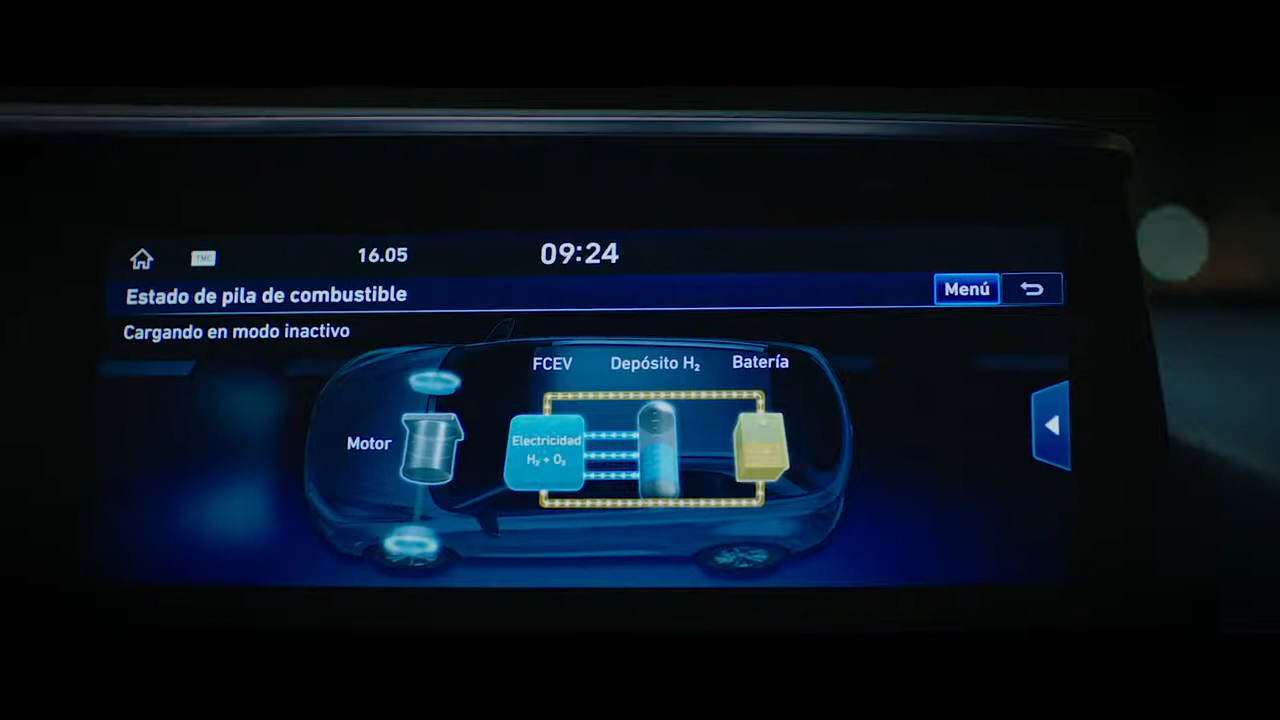 TMC
16.05
09:24
Estado de pila de combustible
Menú
Cargando en modo inactivo
FCEV
Depósito H₂
Batería
Motor
Electricidad
H₂ + O₂